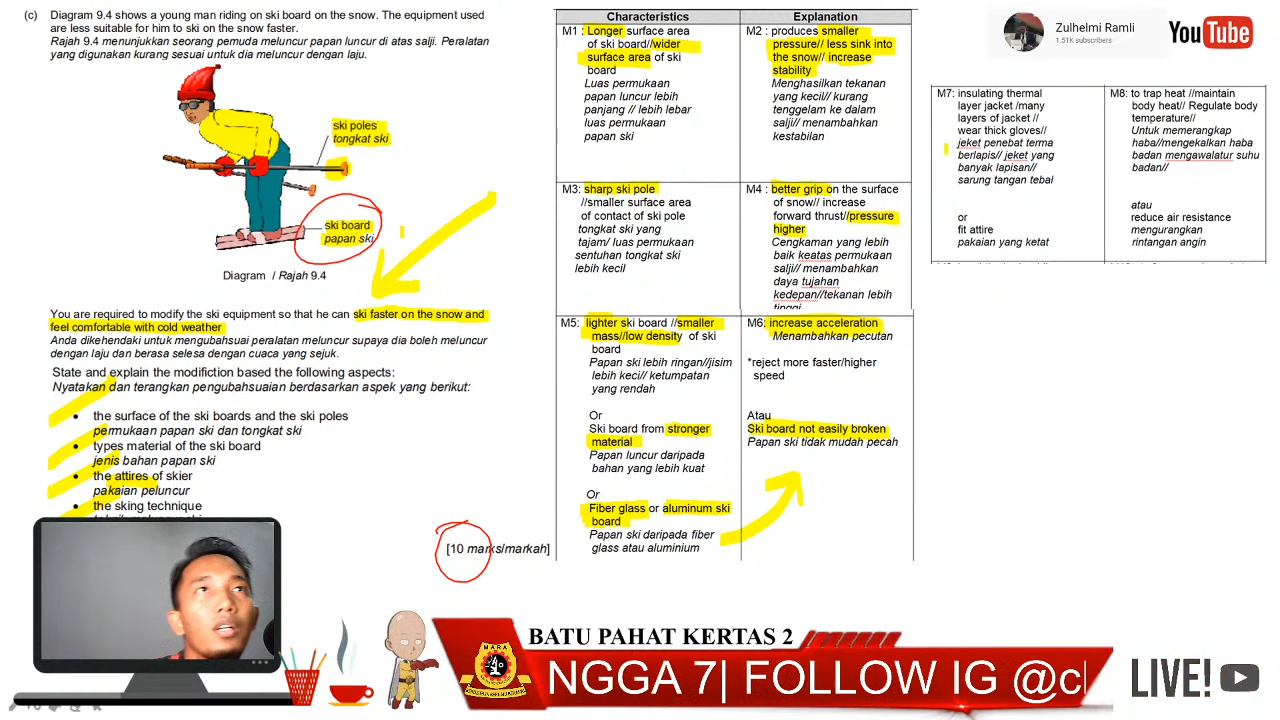 (c) Diagram 9.4 shows a young man riding on ski board on the snow. The equipment used
are less suitable for him to ski on the snow faster.
Rajah 9.4 menunjukkan seorang pemuda meluncur papan luncur di atas salji. Peralatan
yang digunakan kurang sesuai untuk dia meluncur dengan laju.
ski poles
tongkat ski
ski board
papan ski
Diagram / Rajah 9.4
You are required to modify the ski equipment so that he can ski faster on the snow and
feel comfortable with cold weather
Anda dikehendaki untuk mengubahsuai peralatan meluncur supaya dia boleh meluncur
dengan laju dan berasa selesa dengan cuaca yang sejuk.
State and explain the modifiction based the following aspects:
Nyatakan dan terangkan pengubahsuaian berdasarkan aspek yang berikut:
• the surface of the ski boards and the ski poles
permukaan papan ski dan tongkat ski
• types material of the ski board
jenis bahan papan ski
• the attires of skier
pakaian peluncur
• the sking technique
[10 marks/markah]
Characteristics
Explanation
M1 : Longer surface area
of ski board//wider
surface area of ski
board
Luas permukaan
papan luncur lebih
panjang // lebih lebar
luas permukaan
papan ski
M2 : produces smaller
pressure// less sink into
the snow// increase
stability
Menghasilkan tekanan
yang kecil// kurang
tenggelam ke dalam
salji// menambahkan
kestabilan
M3: sharp ski pole
//smaller surface area
of contact of ski pole
tongkat ski yang
tajam/ luas permukaan
sentuhan tongkat ski
lebih kecil
M4 : better grip on the surface
of snow// increase
forward thrust//pressure
higher
Cengkaman yang lebih
baik keatas permukaan
salji// menambahkan
daya tujahan
kedepan//tekanan lebih
tinggi
M5: lighter ski board //smaller
mass//low density of ski
board
Papan ski lebih ringan//jisim
lebih keci// ketumpatan
yang rendah
Or
Ski board from stronger
material
Papan luncur daripada
bahan yang lebih kuat
Or
Fiber glass or aluminum ski
board
Papan ski daripada fiber
glass atau aluminium
M6: increase acceleration
Menambahkan pecutan
*reject more faster/higher
speed
Atau
Ski board not easily broken
Papan ski tidak mudah pecah
Zulhelmi Ramli
1.51K subscribers
YouTube
M7: insulating thermal
layer jacket /many
layers of jacket //
wear thick gloves//
jeket penebat terma
berlapis// jeket yang
banyak lapisan//
sarung tangan tebal
or
fit attire
pakaian yang ketat
M8: to trap heat //maintain
body heat// Regulate body
temperature//
Untuk memerangkap
haba//mengekalkan haba
badan mengawalatur suhu
badan//
atau
reduce air resistance
mengurangkan
rintangan angin
BATU PAHAT KERTAS 2
MARA
NGGA 7| FOLLOW IG @cl
LIVE!